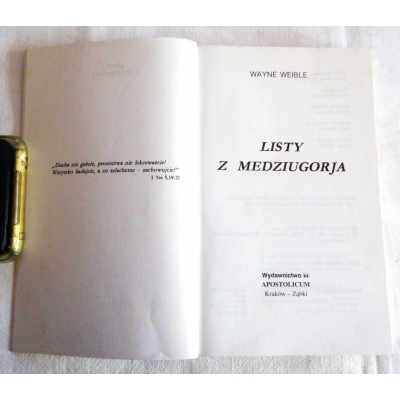 „Ducha nie gaście, proroctwa nie lekceważcie!
Wszystko badajcie, a co szlachetne – zachowujcie!”
1 Tes 5,19-21
WAYNE WEIBLE
LISTY
Z MEDZIUGORJA
Wydawnictwo
APOSTOLICUM
Kraków – Ząbki